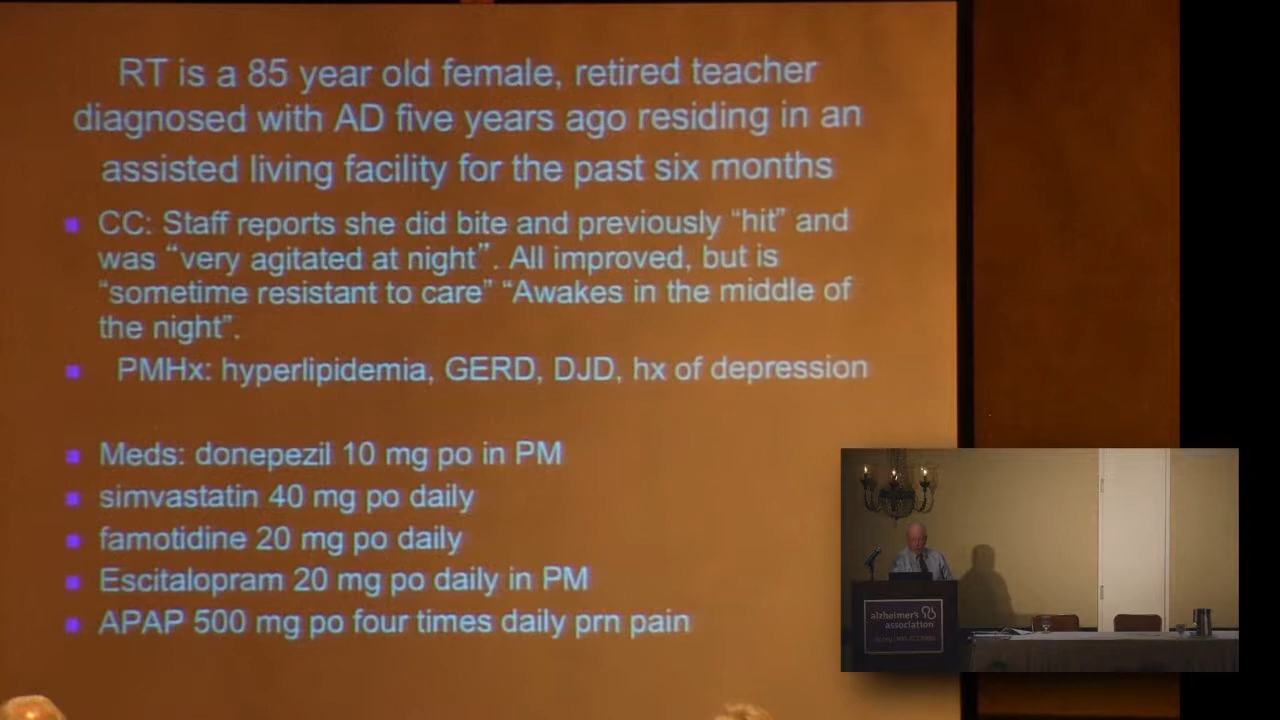 RT is a 85 year old female, retired teacher
diagnosed with AD five years ago residing in an
assisted living facility for the past six months
CC: Staff reports she did bite and previously “hit” and
was “very agitated at night”. All improved, but is
“sometime resistant to care” “Awakes in the middle of
the night”.
PMHx: hyperlipidemia, GERD, DJD, hx of depression
Meds: donepezil 10 mg po in PM
simvastatin 40 mg po daily
famotidine 20 mg po daily
Escitalopram 20 mg po daily in PM
APAP 500 mg po four times daily prn pain
alzheimer's
association